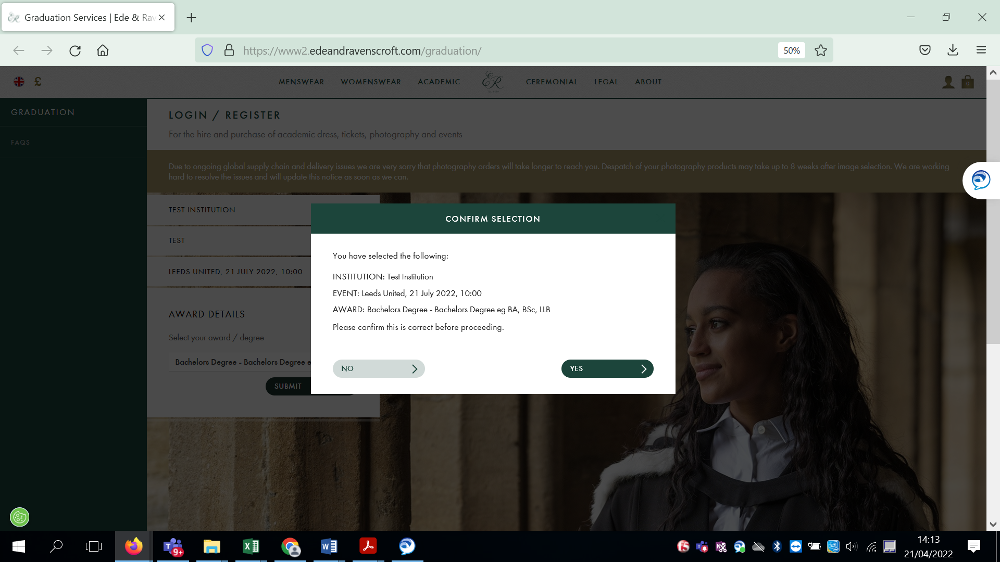 Graduation Services | Ede & Rav
https://www2.edeandravenscroft.com/graduation/
50%
£
MENSWEAR
WOMENSWEAR
ACADEMIC
ER
CEREMONIAL
LEGAL
ABOUT
0
GRADUATION
FAQS
LOGIN / REGISTER
For the hire and purchase of academic dress, tickets, photography and events
Due to ongoing global supply chain and delivery issues we are very sorry that photography orders will take longer to reach you. Despatch of your photography products may take up to 8 weeks after image selection. We are working
hard to resolve the issues and will update this notice as soon as we can.
TEST INSTITUTION
TEST
LEEDS UNITED, 21 JULY 2022, 10:00
AWARD DETAILS
Select your award / degree
Bachelors Degree - Bachelors Degree e
SUBMIT
CONFIRM SELECTION
You have selected the following:
INSTITUTION: Test Institution
EVENT: Leeds United, 21 July 2022, 10:00
AWARD: Bachelors Degree - Bachelors Degree eg BA, BSc, LLB
Please confirm this is correct before proceeding.
NO
YES
9+
14:13
21/04/2022